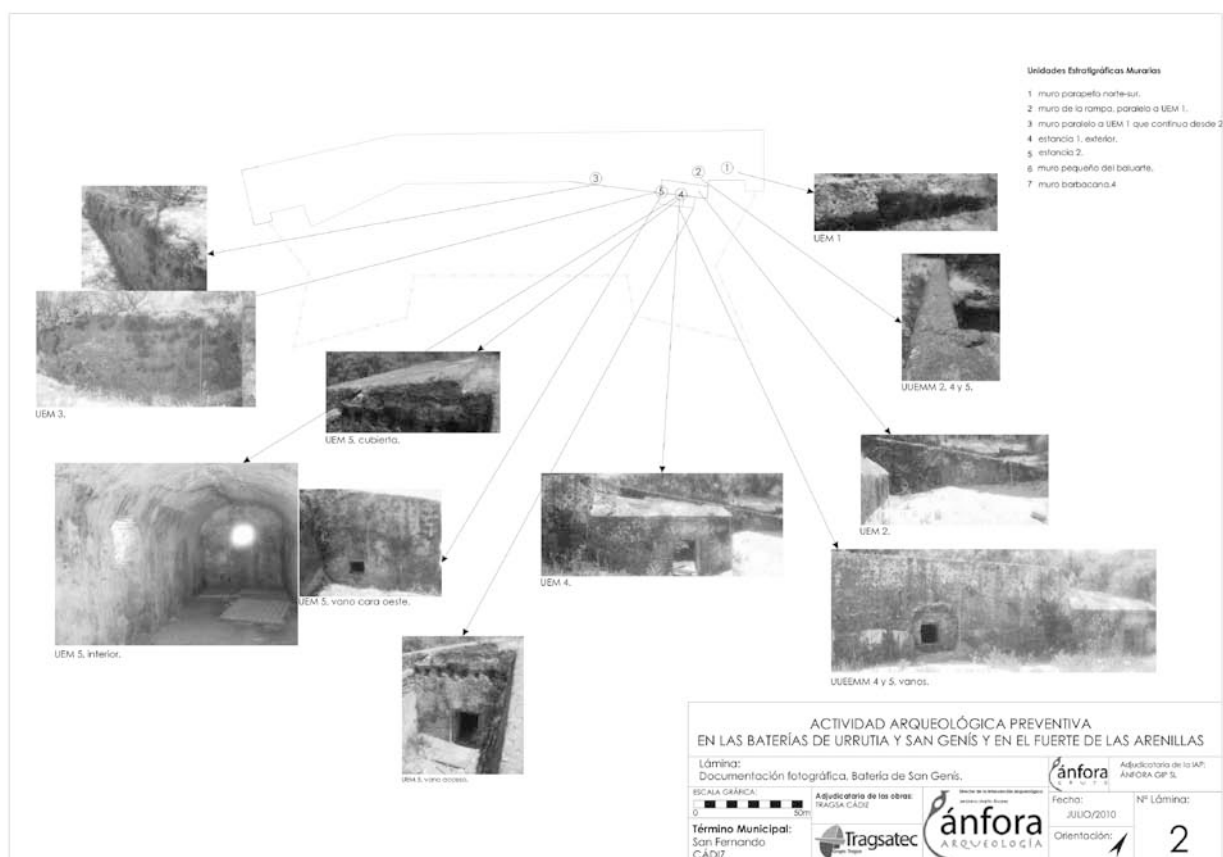 Unidades Estratigráficas Murarias
1 muro parapeto norte-sur.
2 muro de la rampa, paralelo a UEM 1.
3 muro paralelo a UEM 1 que continua desde 2
4 estancia 1, exterior.
5 estancia 2.
6 muro pequeño del baluarte.
7 muro barbacana.4
1
2
3
5
4
UEM 1
UUEMM 2, 4 y 5.
UEM 3.
UEM 5, cubierta.
UEM 2.
UEM 4.
UEM 5, vano cara oeste.
UEM 5, interior.
UUEEMM 4 y 5, vanos.
vano acceso.
ACTIVIDAD ARQUEOLÓGICA PREVENTIVA
EN LAS BATERÍAS DE URRUTIA Y SAN GENÍS Y EN EL FUERTE DE LAS ARENILLAS
Lámina:
Documentación fotográfica. Batería de San Genís.
ánfora
GRUPO
Adjudicataria de la IAP:
ÁNFORA GIP SL
ESCALA GRÁFICA:
0 50m
Adjudicataria de las obras:
TRAGSA CÁDIZ
Término Municipal:
San Fernando
CÁDIZ
Tragsatec
Grupo Tragsa
ánfora
ARQUEOLOGÍA
Fecha:
JULIO/2010
Orientación:
Nº Lámina:
2